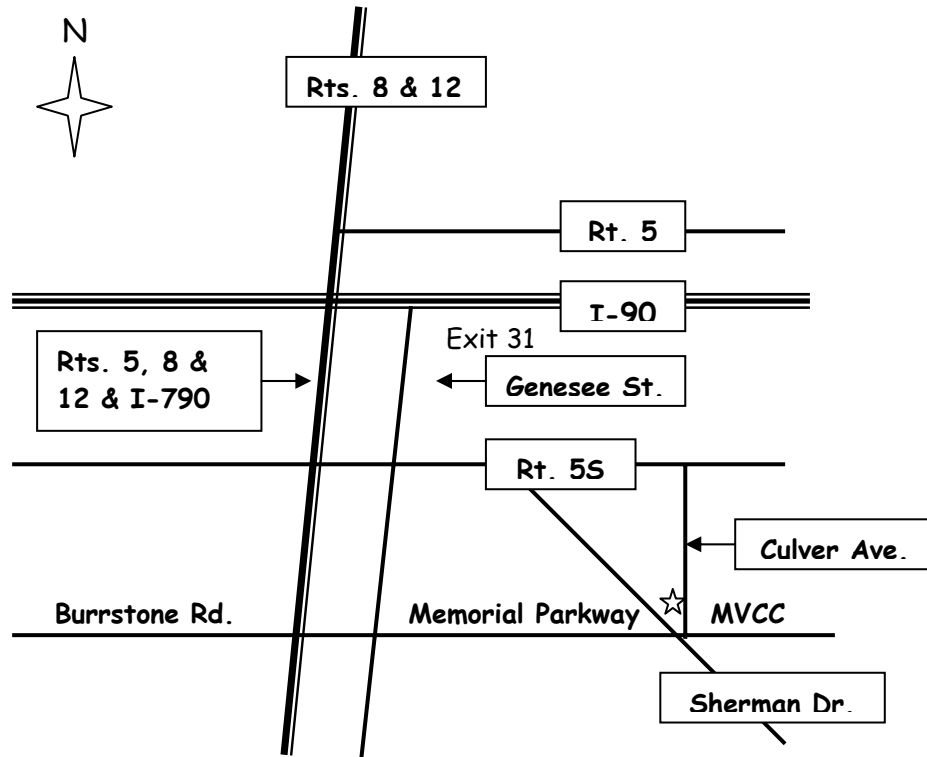 N
Rts. 8 & 12
Rt. 5
I-90
Exit 31
Rts. 5, 8 &
12 & I-790
Genesee St.
Rt. 5S
Culver Ave.
Burrstone Rd.
Memorial Parkway
MVCC
Sherman Dr.